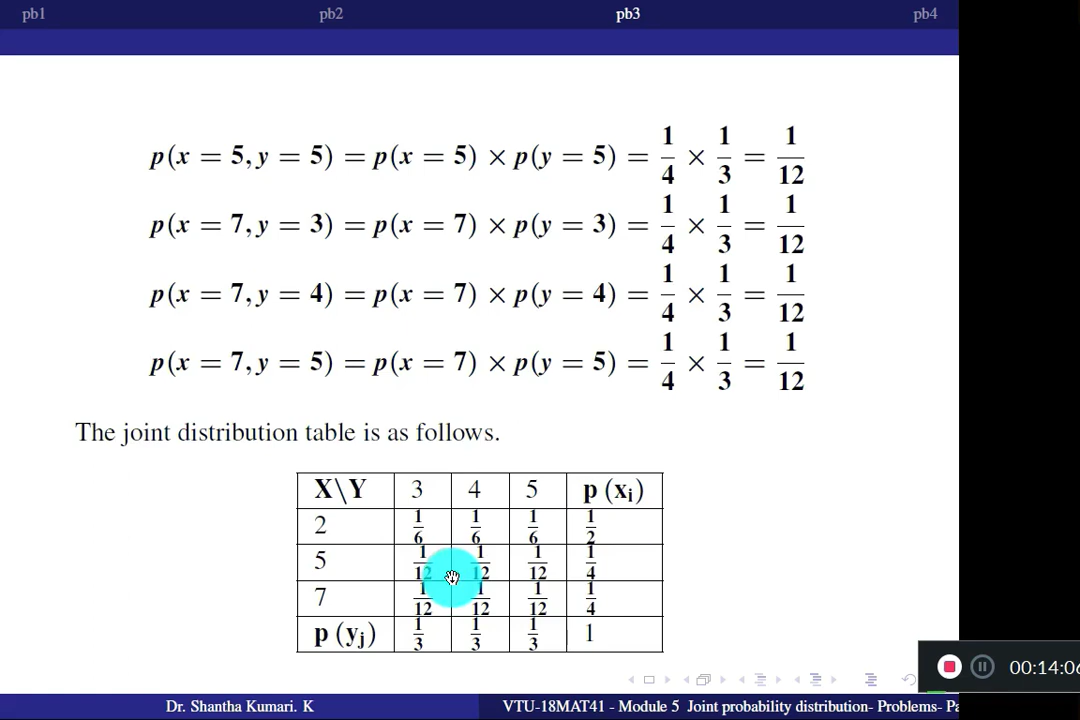 pb1 pb2 pb3 pb4
p(x = 5, y = 5) = p(x = 5) × p(y = 5) = 1/4 × 1/3 = 1/12
p(x = 7, y = 3) = p(x = 7) × p(y = 3) = 1/4 × 1/3 = 1/12
p(x = 7, y = 4) = p(x = 7) × p(y = 4) = 1/4 × 1/3 = 1/12
p(x = 7, y = 5) = p(x = 7) × p(y = 5) = 1/4 × 1/3 = 1/12
The joint distribution table is as follows.
X\Y 3 4 5 p (xᵢ)
2 1/6 1/6 1/6 1/2
5 1/12 1/12 1/12 1/4
7 1/12 1/12 1/12 1/4
p (yⱼ) 1/3 1/3 1/3 1
00:14:06
Dr. Shantha Kumari. K VTU-18MAT41 - Module 5 Joint probability distribution- Problems- Pa